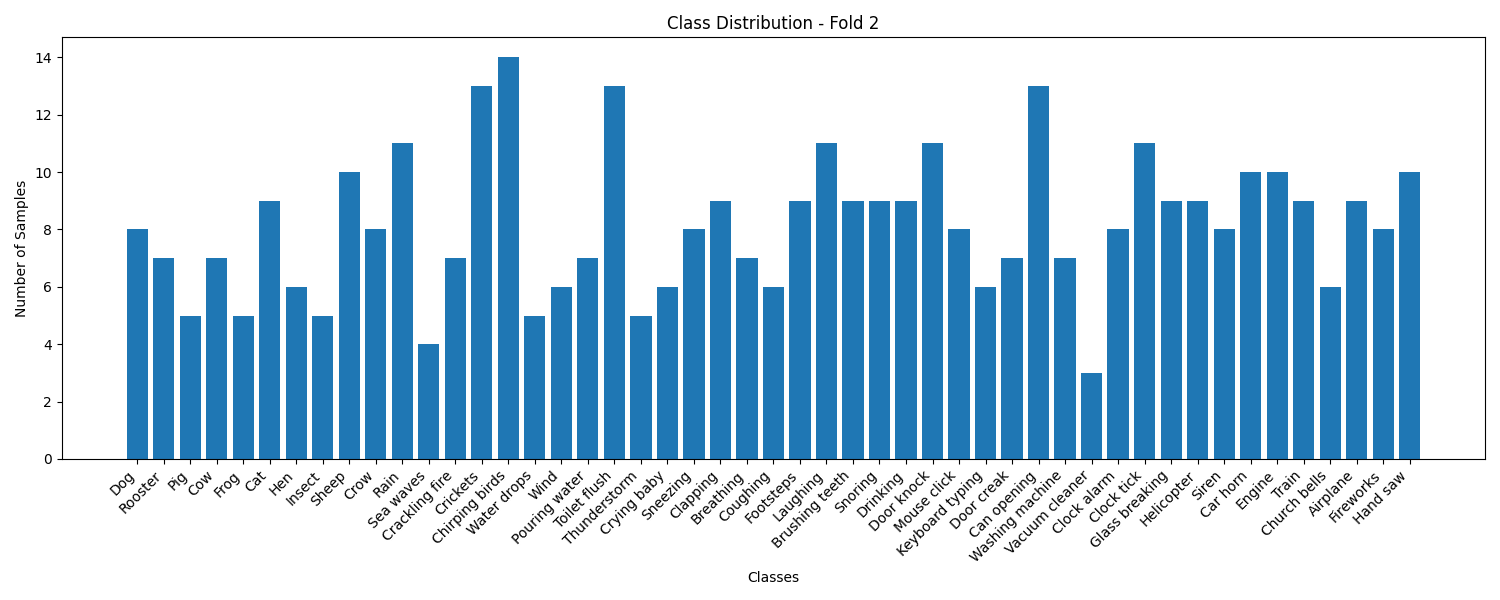 Class Distribution - Fold 2
Number of Samples
14
12
10
8
6
4
2
0
Dog
Rooster
Pig
Cow
Frog
Cat
Hen
Insect
Sheep
Crow
Rain
Sea waves
Crackling fire
Crickets
Chirping birds
Water drops
Wind
Pouring water
Toilet flush
Thunderstorm
Crying baby
Sneezing
Clapping
Breathing
Coughing
Footsteps
Laughing
Brushing teeth
Snoring
Drinking
Door knock
Mouse click
Keyboard typing
Door creak
Can opening
Washing machine
Vacuum cleaner
Clock alarm
Clock tick
Glass breaking
Helicopter
Siren
Car horn
Engine
Train
Church bells
Airplane
Fireworks
Hand saw
Classes